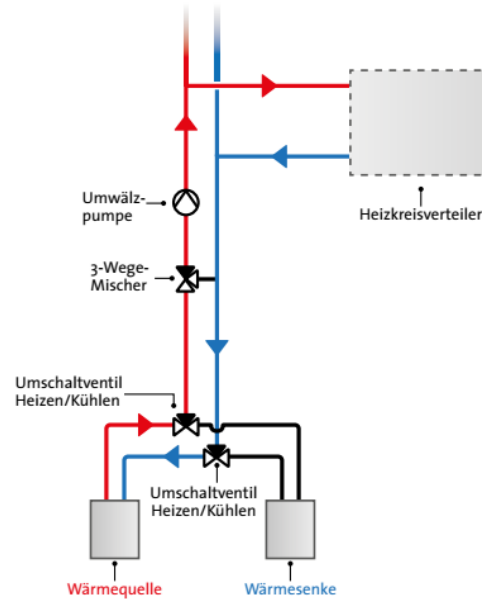 Umwälz-
pumpe
Heizkreisverteiler
3-Wege-
Mischer
Umschaltventil
Heizen/Kühlen
Umschaltventil
Heizen/Kühlen
Wärmequelle
Wärmesenke